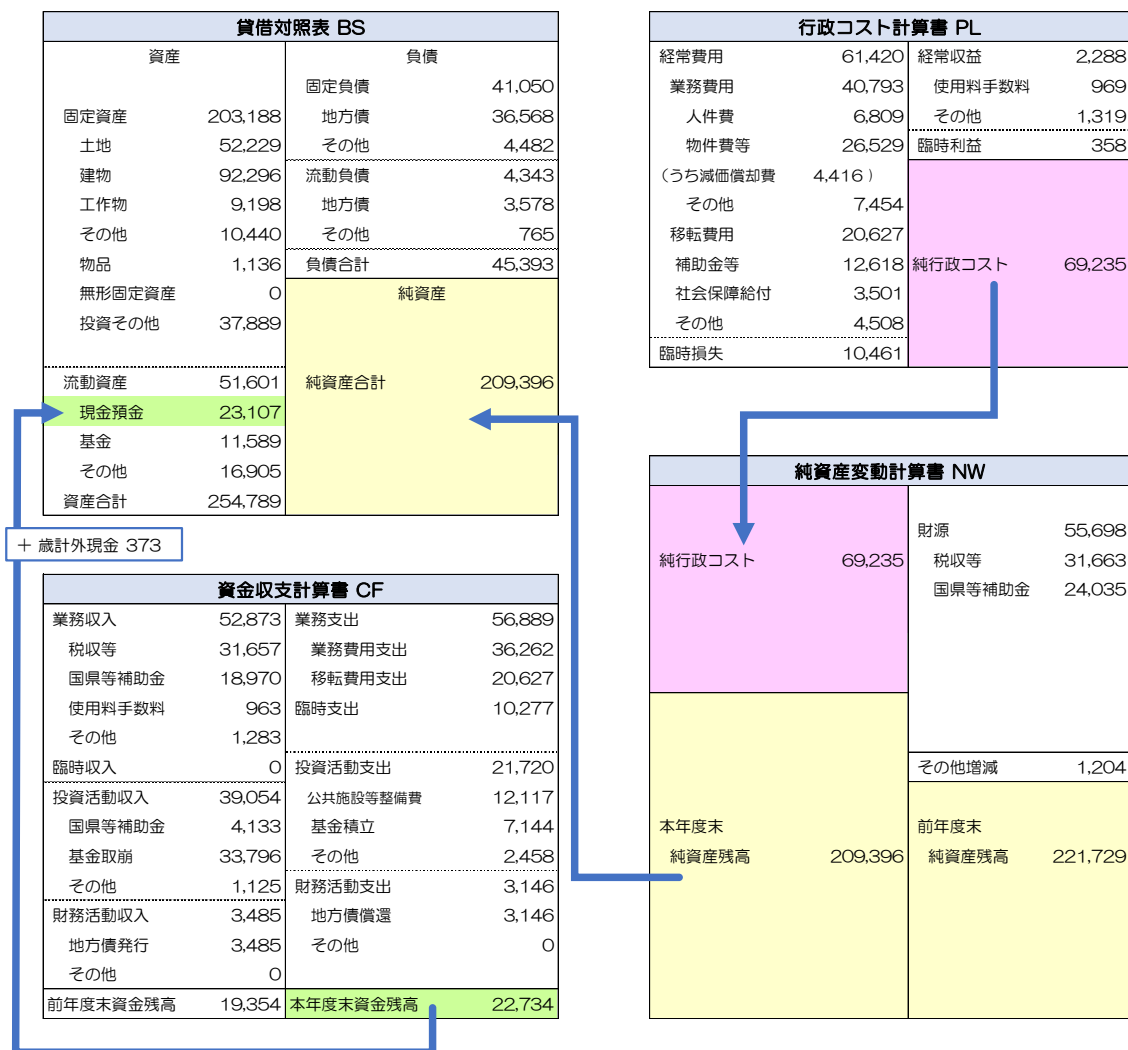 貸借対照表 BS
資産 負債
固定負債 41,050
固定資産 203,188 地方債 36,568
土地 52,229 その他 4,482
建物 92,296 流動負債 4,343
工作物 9,198 地方債 3,578
その他 10,440 その他 765
物品 1,136 負債合計 45,393
無形固定資産 0 純資産
投資その他 37,889
流動資産 51,601 純資産合計 209,396
現金預金 23,107
基金 11,589
その他 16,905
資産合計 254,789
+ 歳計外現金 373
行政コスト計算書 PL
経常費用 61,420 経常収益 2,288
業務費用 40,793 使用料手数料 969
人件費 6,809 その他 1,319
物件費等 26,529 臨時利益 358
(うち減価償却費 4,416 )
その他 7,454
移転費用 20,627
補助金等 12,618 純行政コスト 69,235
社会保障給付 3,501
その他 4,508
臨時損失 10,461
資金収支計算書 CF
業務収入 52,873 業務支出 56,889
税収等 31,657 業務費用支出 36,262
国県等補助金 18,970 移転費用支出 20,627
使用料手数料 963 臨時支出 10,277
その他 1,283
臨時収入 0 投資活動支出 21,720
投資活動収入 39,054 公共施設等整備費 12,117
国県等補助金 4,133 基金積立 7,144
基金取崩 33,796 その他 2,458
その他 1,125 財務活動支出 3,146
財務活動収入 3,485 地方債償還 3,146
地方債発行 3,485 その他 0
その他 0
前年度末資金残高 19,354 本年度末資金残高 22,734
純資産変動計算書 NW
財源 55,698
純行政コスト 69,235 税収等 31,663
国県等補助金 24,035
その他増減 1,204
本年度末 前年度末
純資産残高 209,396 純資産残高 221,729